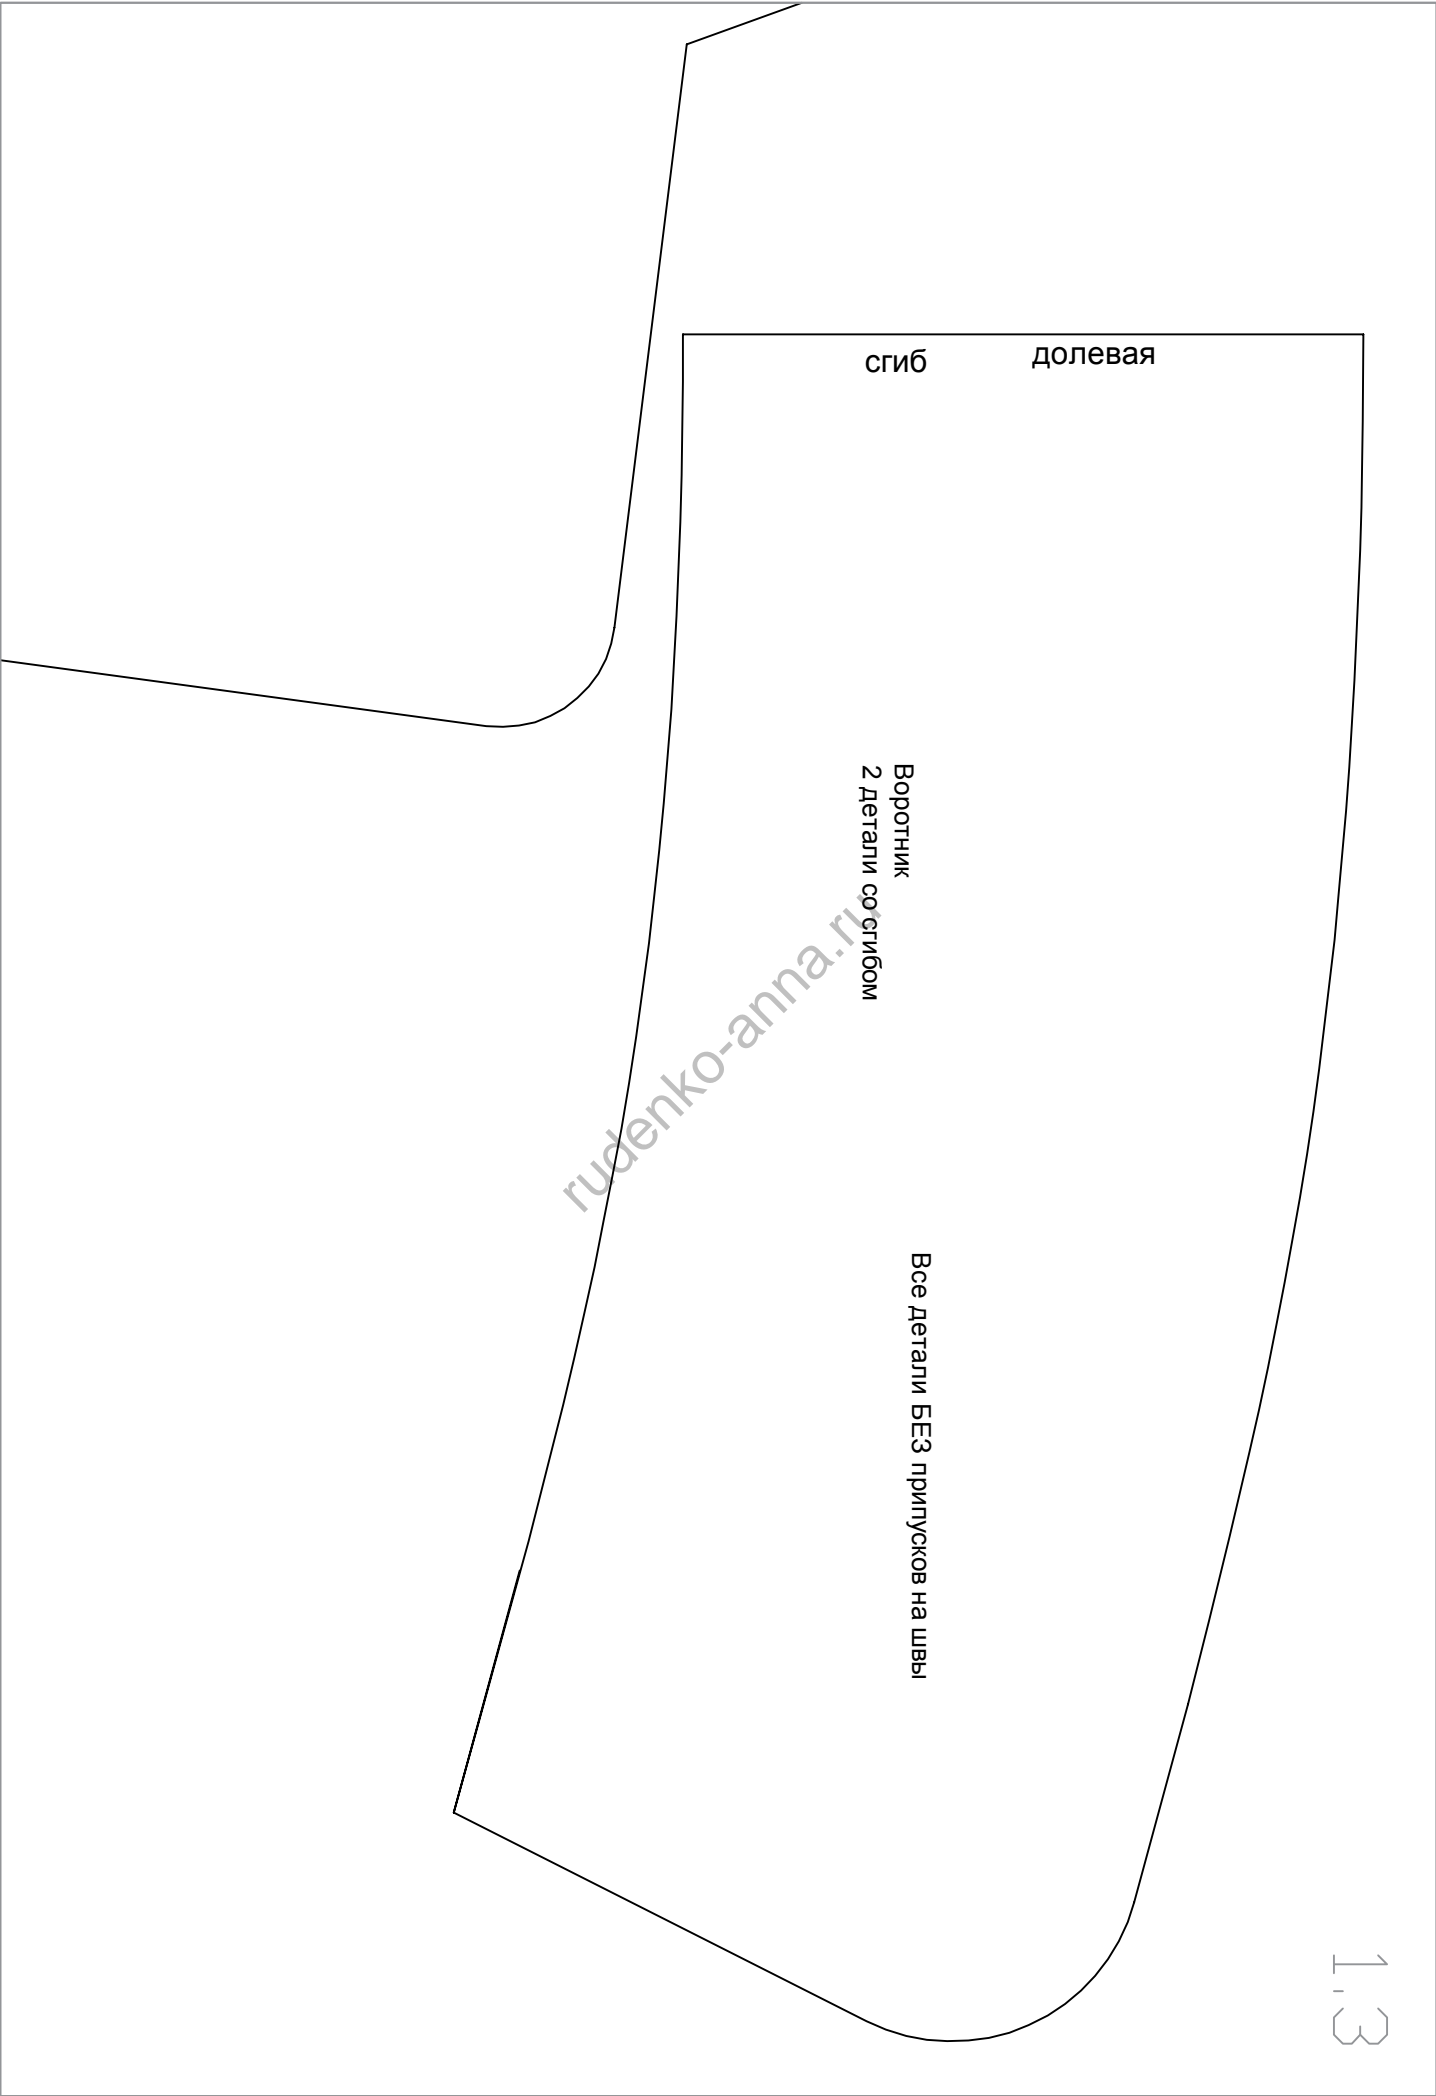 сгиб
долевая
Воротник
2 детали со сгибом
rudenko-anna.ru
Все детали БЕЗ припусков на швы
1.3